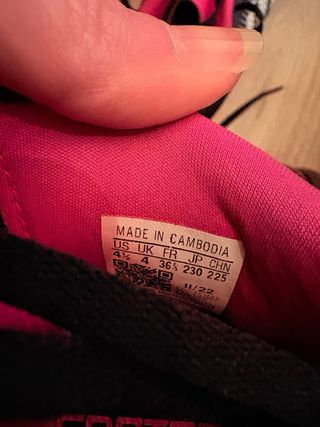 MADE IN CAMBODIA
US UK FR JP CHN
4½ 4 36⅔ 230 225
11/22